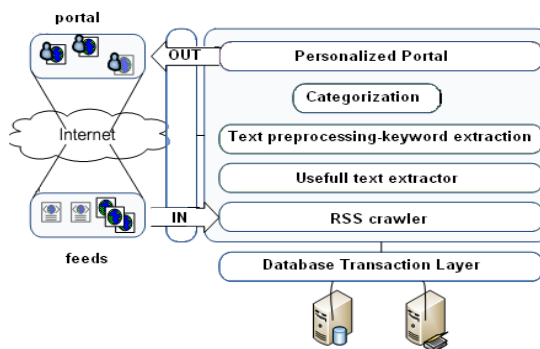 portal
OUT
Personalized Portal
Categorization
Internet
Text preprocessing-keyword extraction
Usefull text extractor
IN
RSS crawler
feeds
Database Transaction Layer